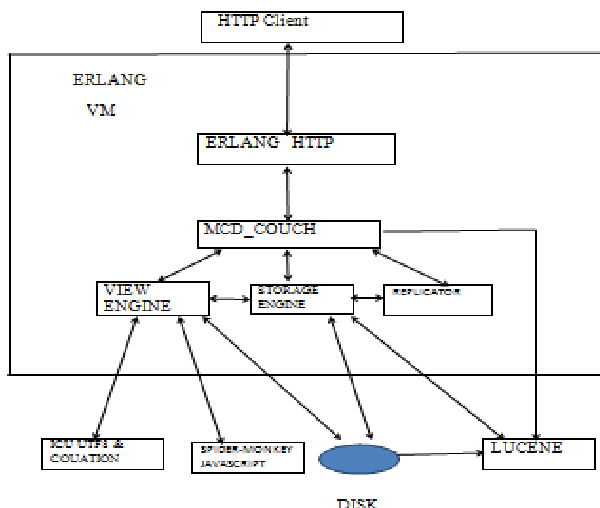 HTTP Client
ERLANG
VM
ERLANG HTTP
MCD_COUCH
VIEW
ENGINE
STORAGE
ENGINE
REPLICATOR
ICU UTF8 &
COUATION
SPIDER-MONKEY
JAVASCRIPT
LUCENE
DISK